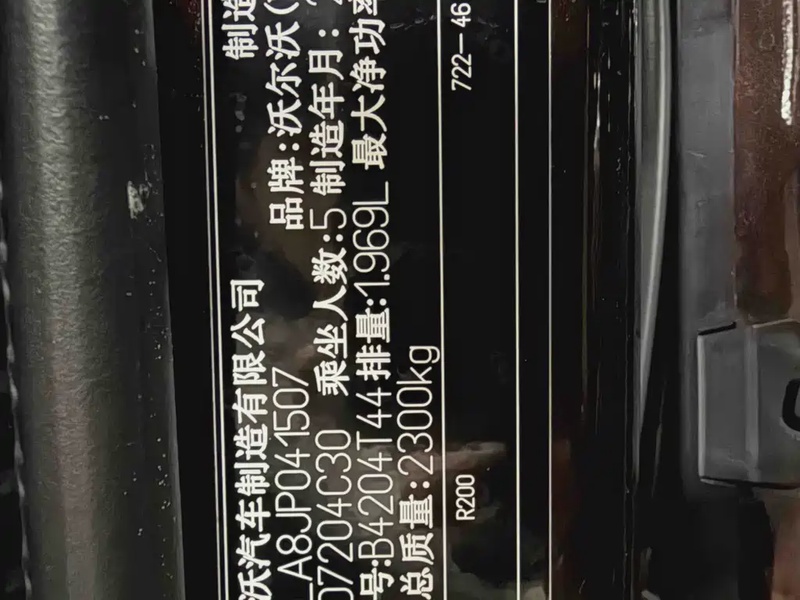 沃汽车制造有限公司 制造
A8JP041507 品牌:沃尔沃(
07204C30 乘坐人数:5 制造年月:
号:B4204T44 排量:1.969L 最大净功率
总质量:2300kg
R200 722-46